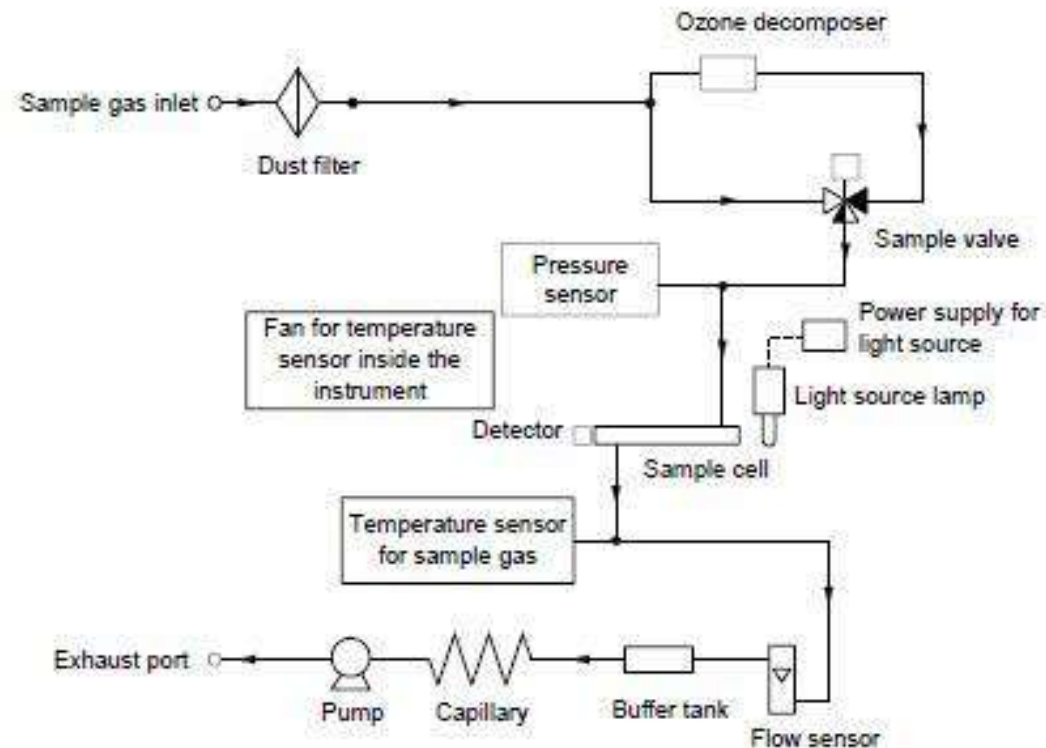 Ozone decomposer
Sample gas inlet
Dust filter
Sample valve
Pressure
sensor
Power supply for
light source
Fan for temperature
sensor inside the
instrument
Light source lamp
Detector
Sample cell
Temperature sensor
for sample gas
Exhaust port
Pump
Capillary
Buffer tank
Flow sensor